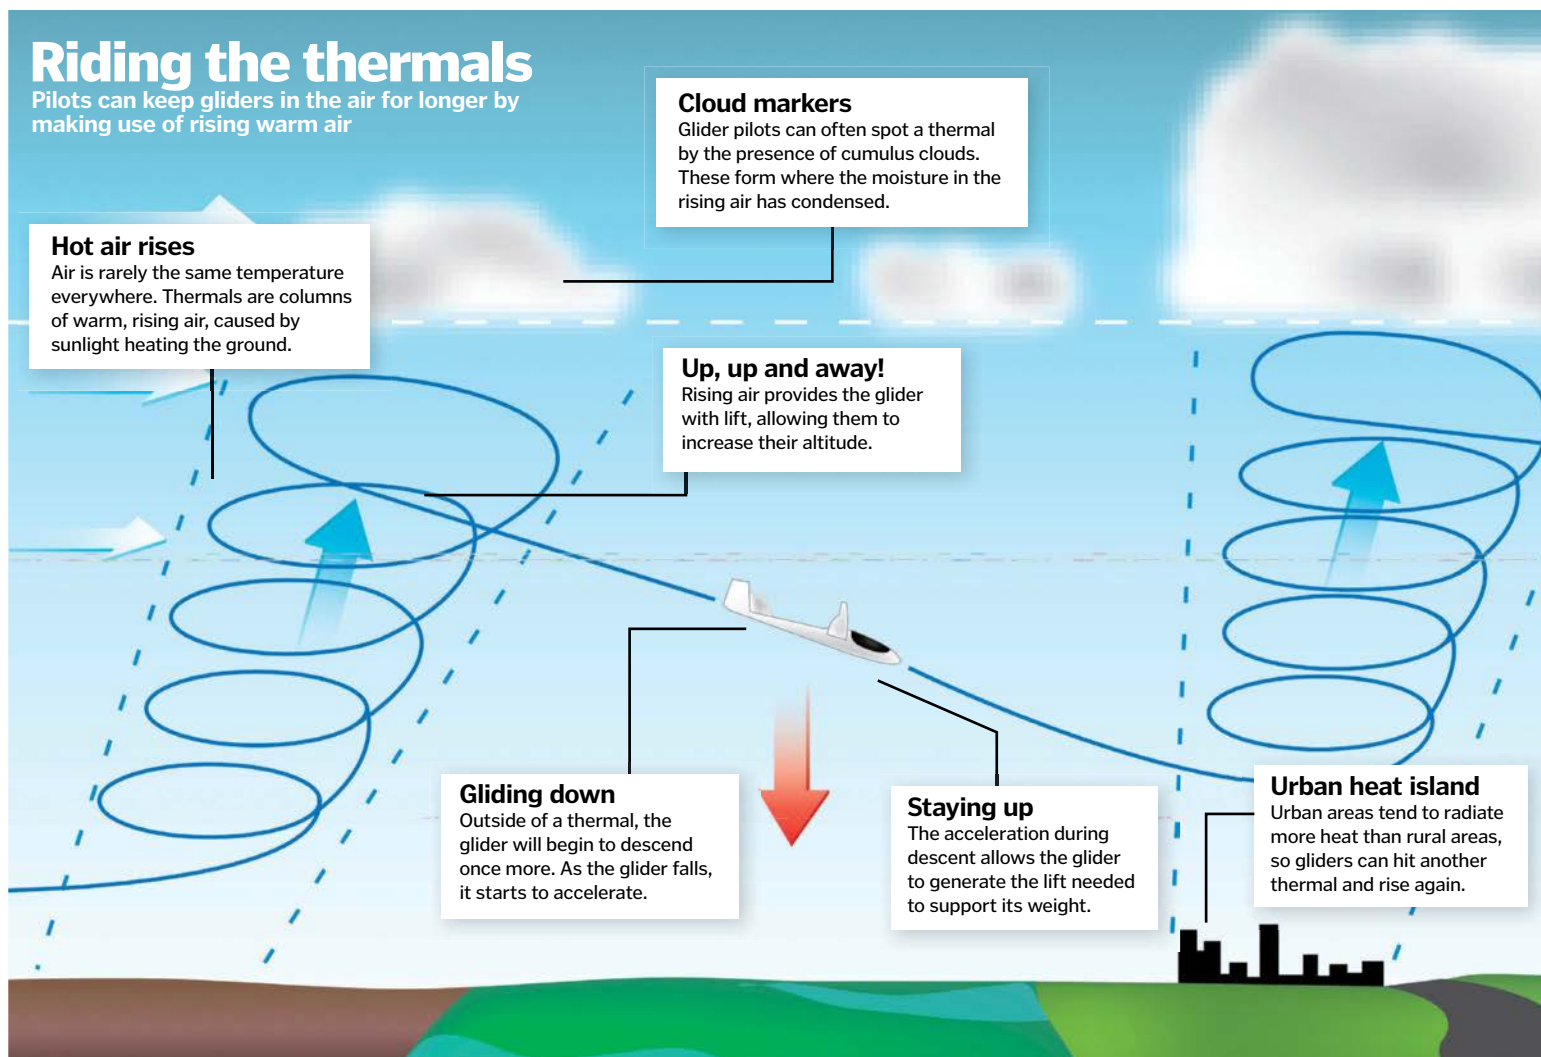 Riding the thermals
Pilots can keep gliders in the air for longer by
making use of rising warm air
Cloud markers
Glider pilots can often spot a thermal
by the presence of cumulus clouds.
These form where the moisture in the
rising air has condensed.
Hot air rises
Air is rarely the same temperature
everywhere. Thermals are columns
of warm, rising air, caused by
sunlight heating the ground.
Up, up and away!
Rising air provides the glider
with lift, allowing them to
increase their altitude.
Gliding down
Outside of a thermal, the
glider will begin to descend
once more. As the glider falls,
it starts to accelerate.
Staying up
The acceleration during
descent allows the glider
to generate the lift needed
to support its weight.
Urban heat island
Urban areas tend to radiate
more heat than rural areas,
so gliders can hit another
thermal and rise again.